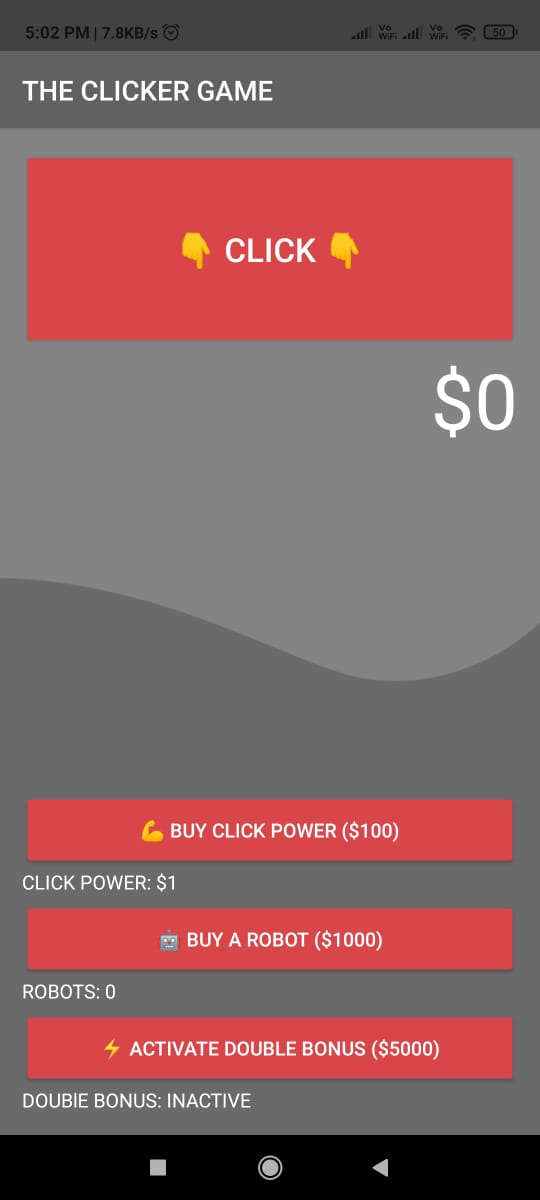 5:02 PM | 7.8KB/s
Vo WiFi Vo WiFi 50
THE CLICKER GAME
👇 CLICK 👇
$0
💪 BUY CLICK POWER ($100)
CLICK POWER: $1
🤖 BUY A ROBOT ($1000)
ROBOTS: 0
⚡ ACTIVATE DOUBLE BONUS ($5000)
DOUBlE BONUS: INACTIVE